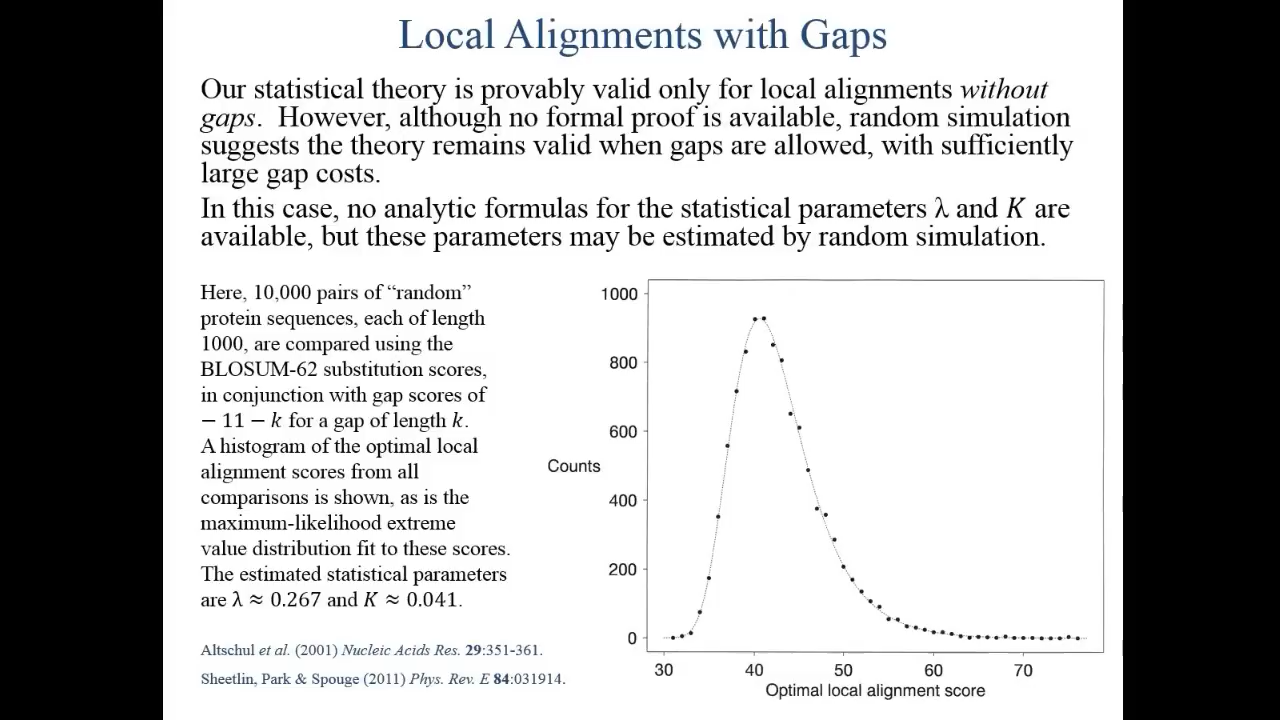 Local Alignments with Gaps
Our statistical theory is provably valid only for local alignments without
gaps. However, although no formal proof is available, random simulation
suggests the theory remains valid when gaps are allowed, with sufficiently
large gap costs.
In this case, no analytic formulas for the statistical parameters λ and K are
available, but these parameters may be estimated by random simulation.
Here, 10,000 pairs of “random”
protein sequences, each of length
1000, are compared using the
BLOSUM-62 substitution scores,
in conjunction with gap scores of
− 11 − k for a gap of length k.
A histogram of the optimal local
alignment scores from all
comparisons is shown, as is the
maximum-likelihood extreme
value distribution fit to these scores.
The estimated statistical parameters
are λ ≈ 0.267 and K ≈ 0.041.
Altschul et al. (2001) Nucleic Acids Res. 29:351-361.
Sheetlin, Park & Spouge (2011) Phys. Rev. E 84:031914.
1000
800
600
Counts
400
200
0
30 40 50 60 70
Optimal local alignment score